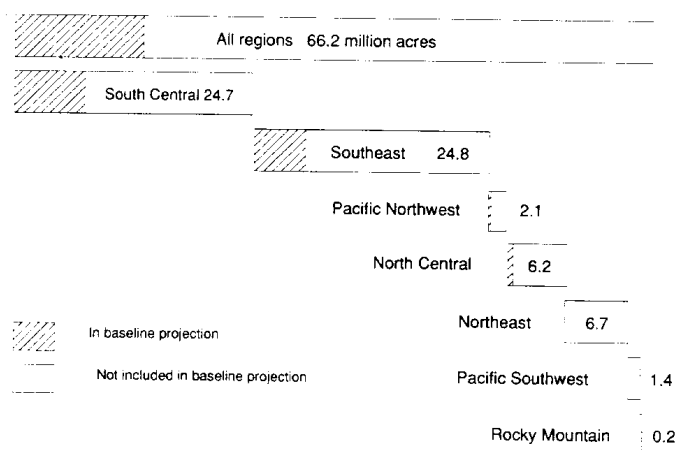 All regions 66.2 million acres
South Central 24.7
Southeast 24.8
Pacific Northwest 2.1
North Central 6.2
Northeast 6.7
In baseline projection
Not included in baseline projection
Pacific Southwest 1.4
Rocky Mountain 0.2